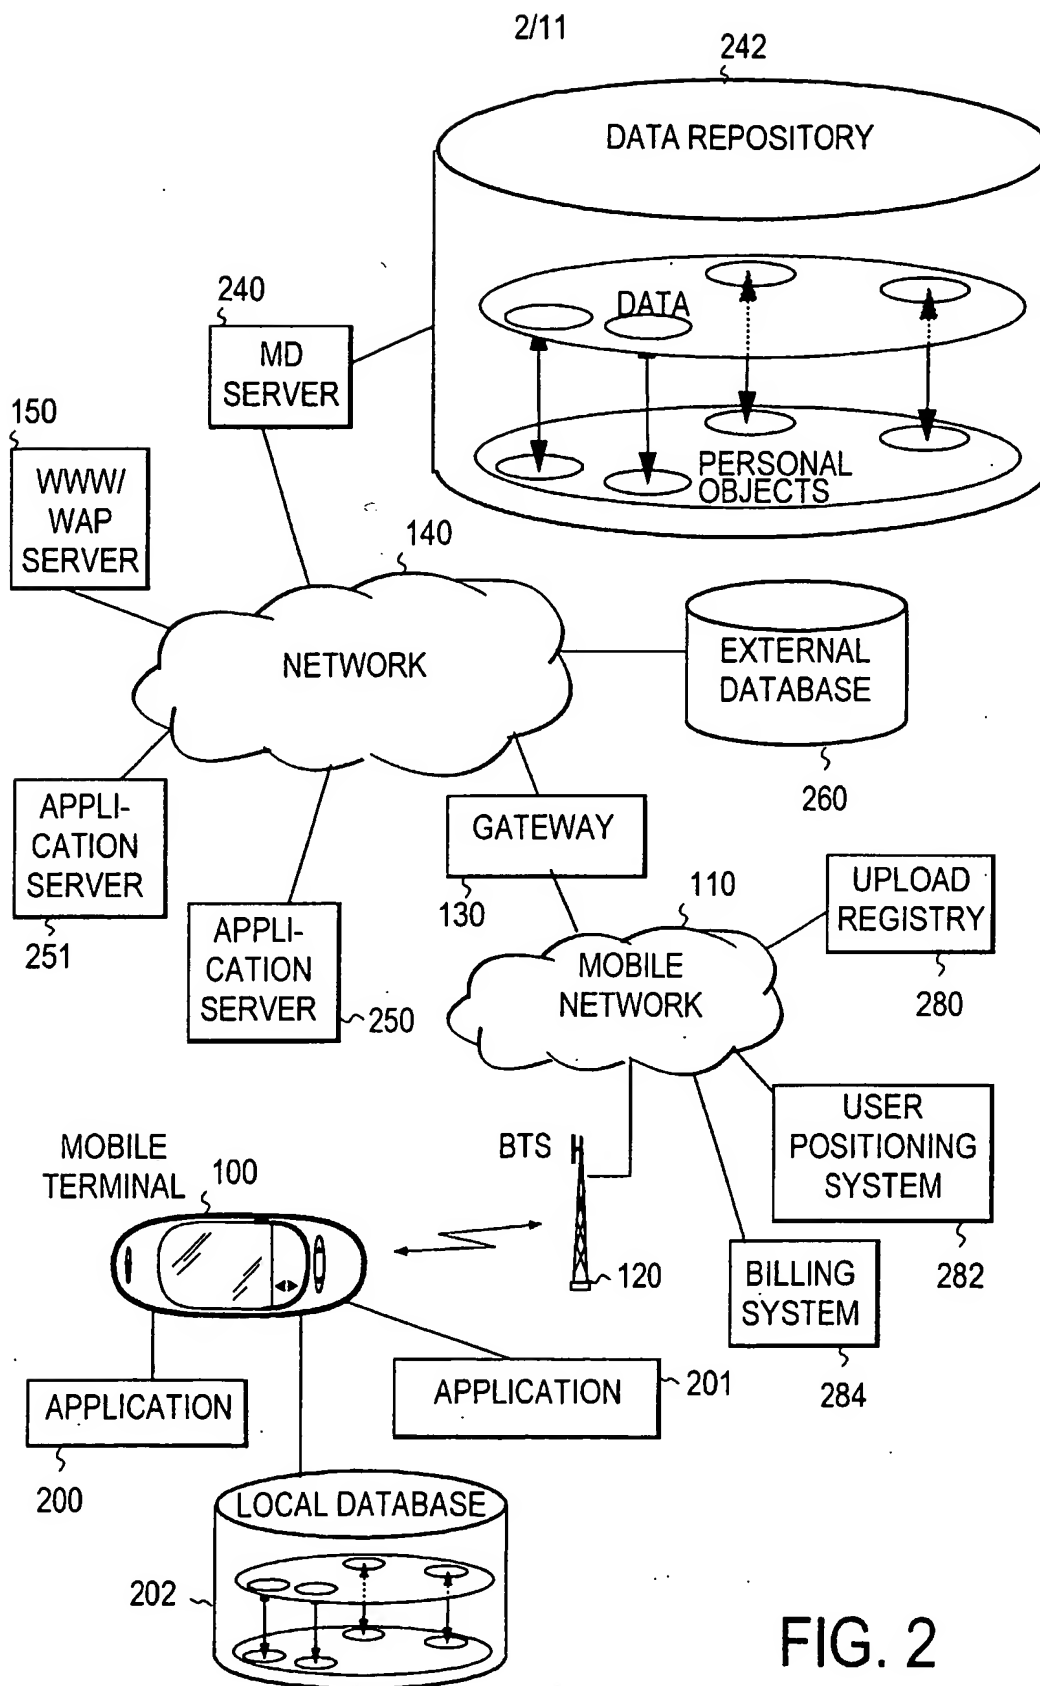 2/11
242
DATA REPOSITORY
DATA
PERSONAL
OBJECTS
240
MD
SERVER
150
WWW/
WAP
SERVER
140
NETWORK
EXTERNAL
DATABASE
260
APPLI-
CATION
SERVER
251
APPLI-
CATION
SERVER
250
GATEWAY
130
110
MOBILE
NETWORK
UPLOAD
REGISTRY
280
USER
POSITIONING
SYSTEM
282
BILLING
SYSTEM
284
BTS
120
MOBILE
TERMINAL
100
APPLICATION
200
APPLICATION
201
LOCAL DATABASE
202
FIG. 2